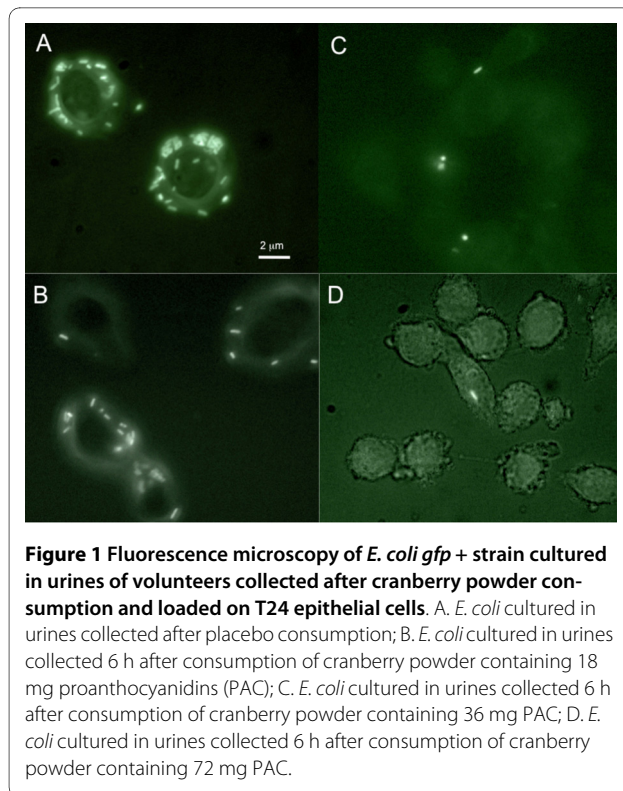 A
C
2 µm
B
D
Figure 1 Fluorescence microscopy of E. coli gfp + strain cultured
in urines of volunteers collected after cranberry powder con-
sumption and loaded on T24 epithelial cells. A. E. coli cultured in
urines collected after placebo consumption; B. E. coli cultured in urines
collected 6 h after consumption of cranberry powder containing 18
mg proanthocyanidins (PAC); C. E. coli cultured in urines collected 6 h
after consumption of cranberry powder containing 36 mg PAC; D. E.
coli cultured in urines collected 6 h after consumption of cranberry
powder containing 72 mg PAC.